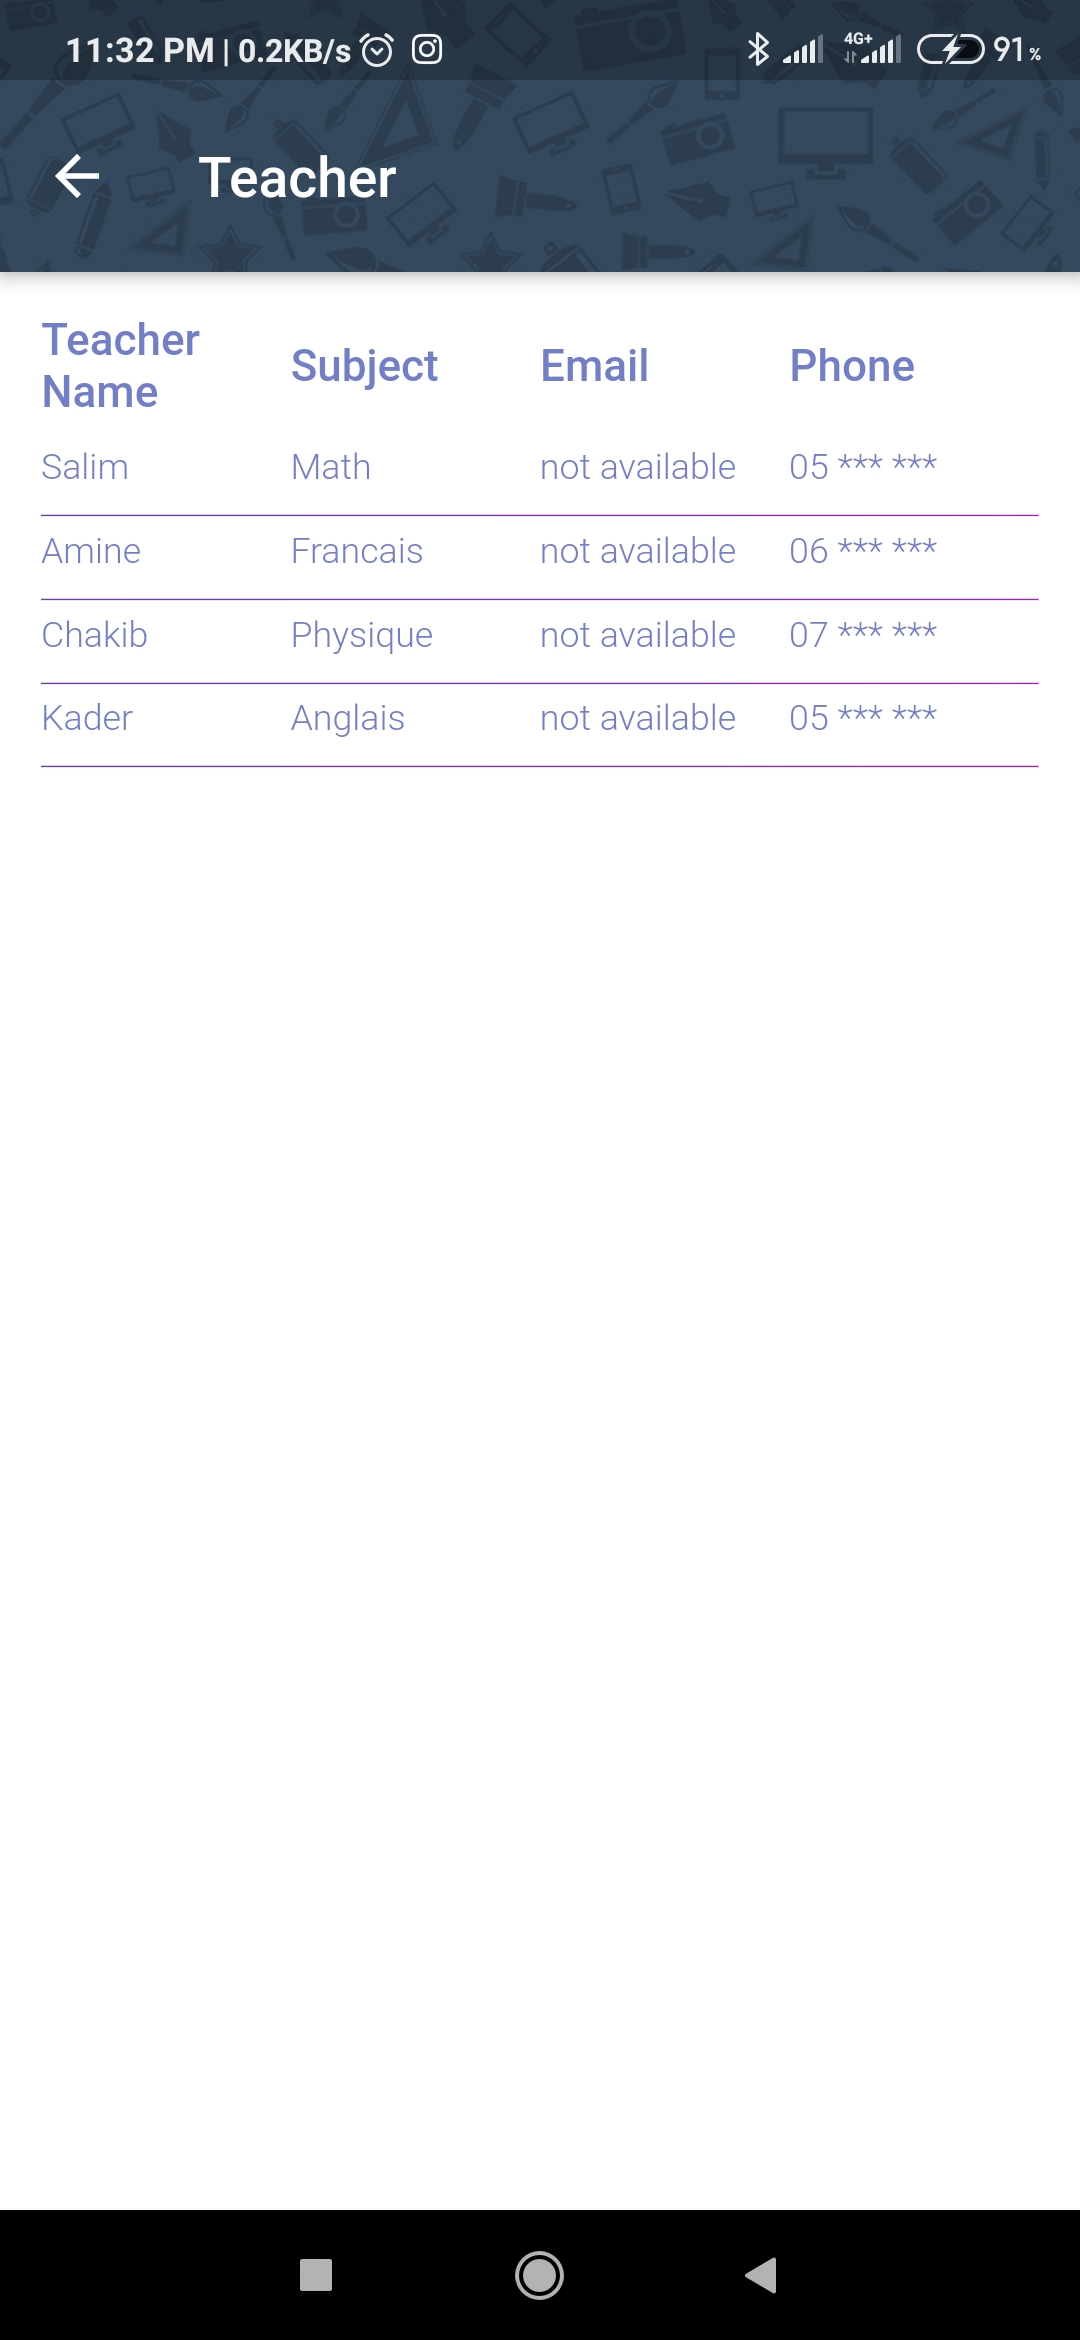 11:32 PM | 0.2KB/s 4G+ 91%
Teacher
Teacher Name Subject Email Phone
Salim Math not available 05 *** ***
Amine Francais not available 06 *** ***
Chakib Physique not available 07 *** ***
Kader Anglais not available 05 *** ***